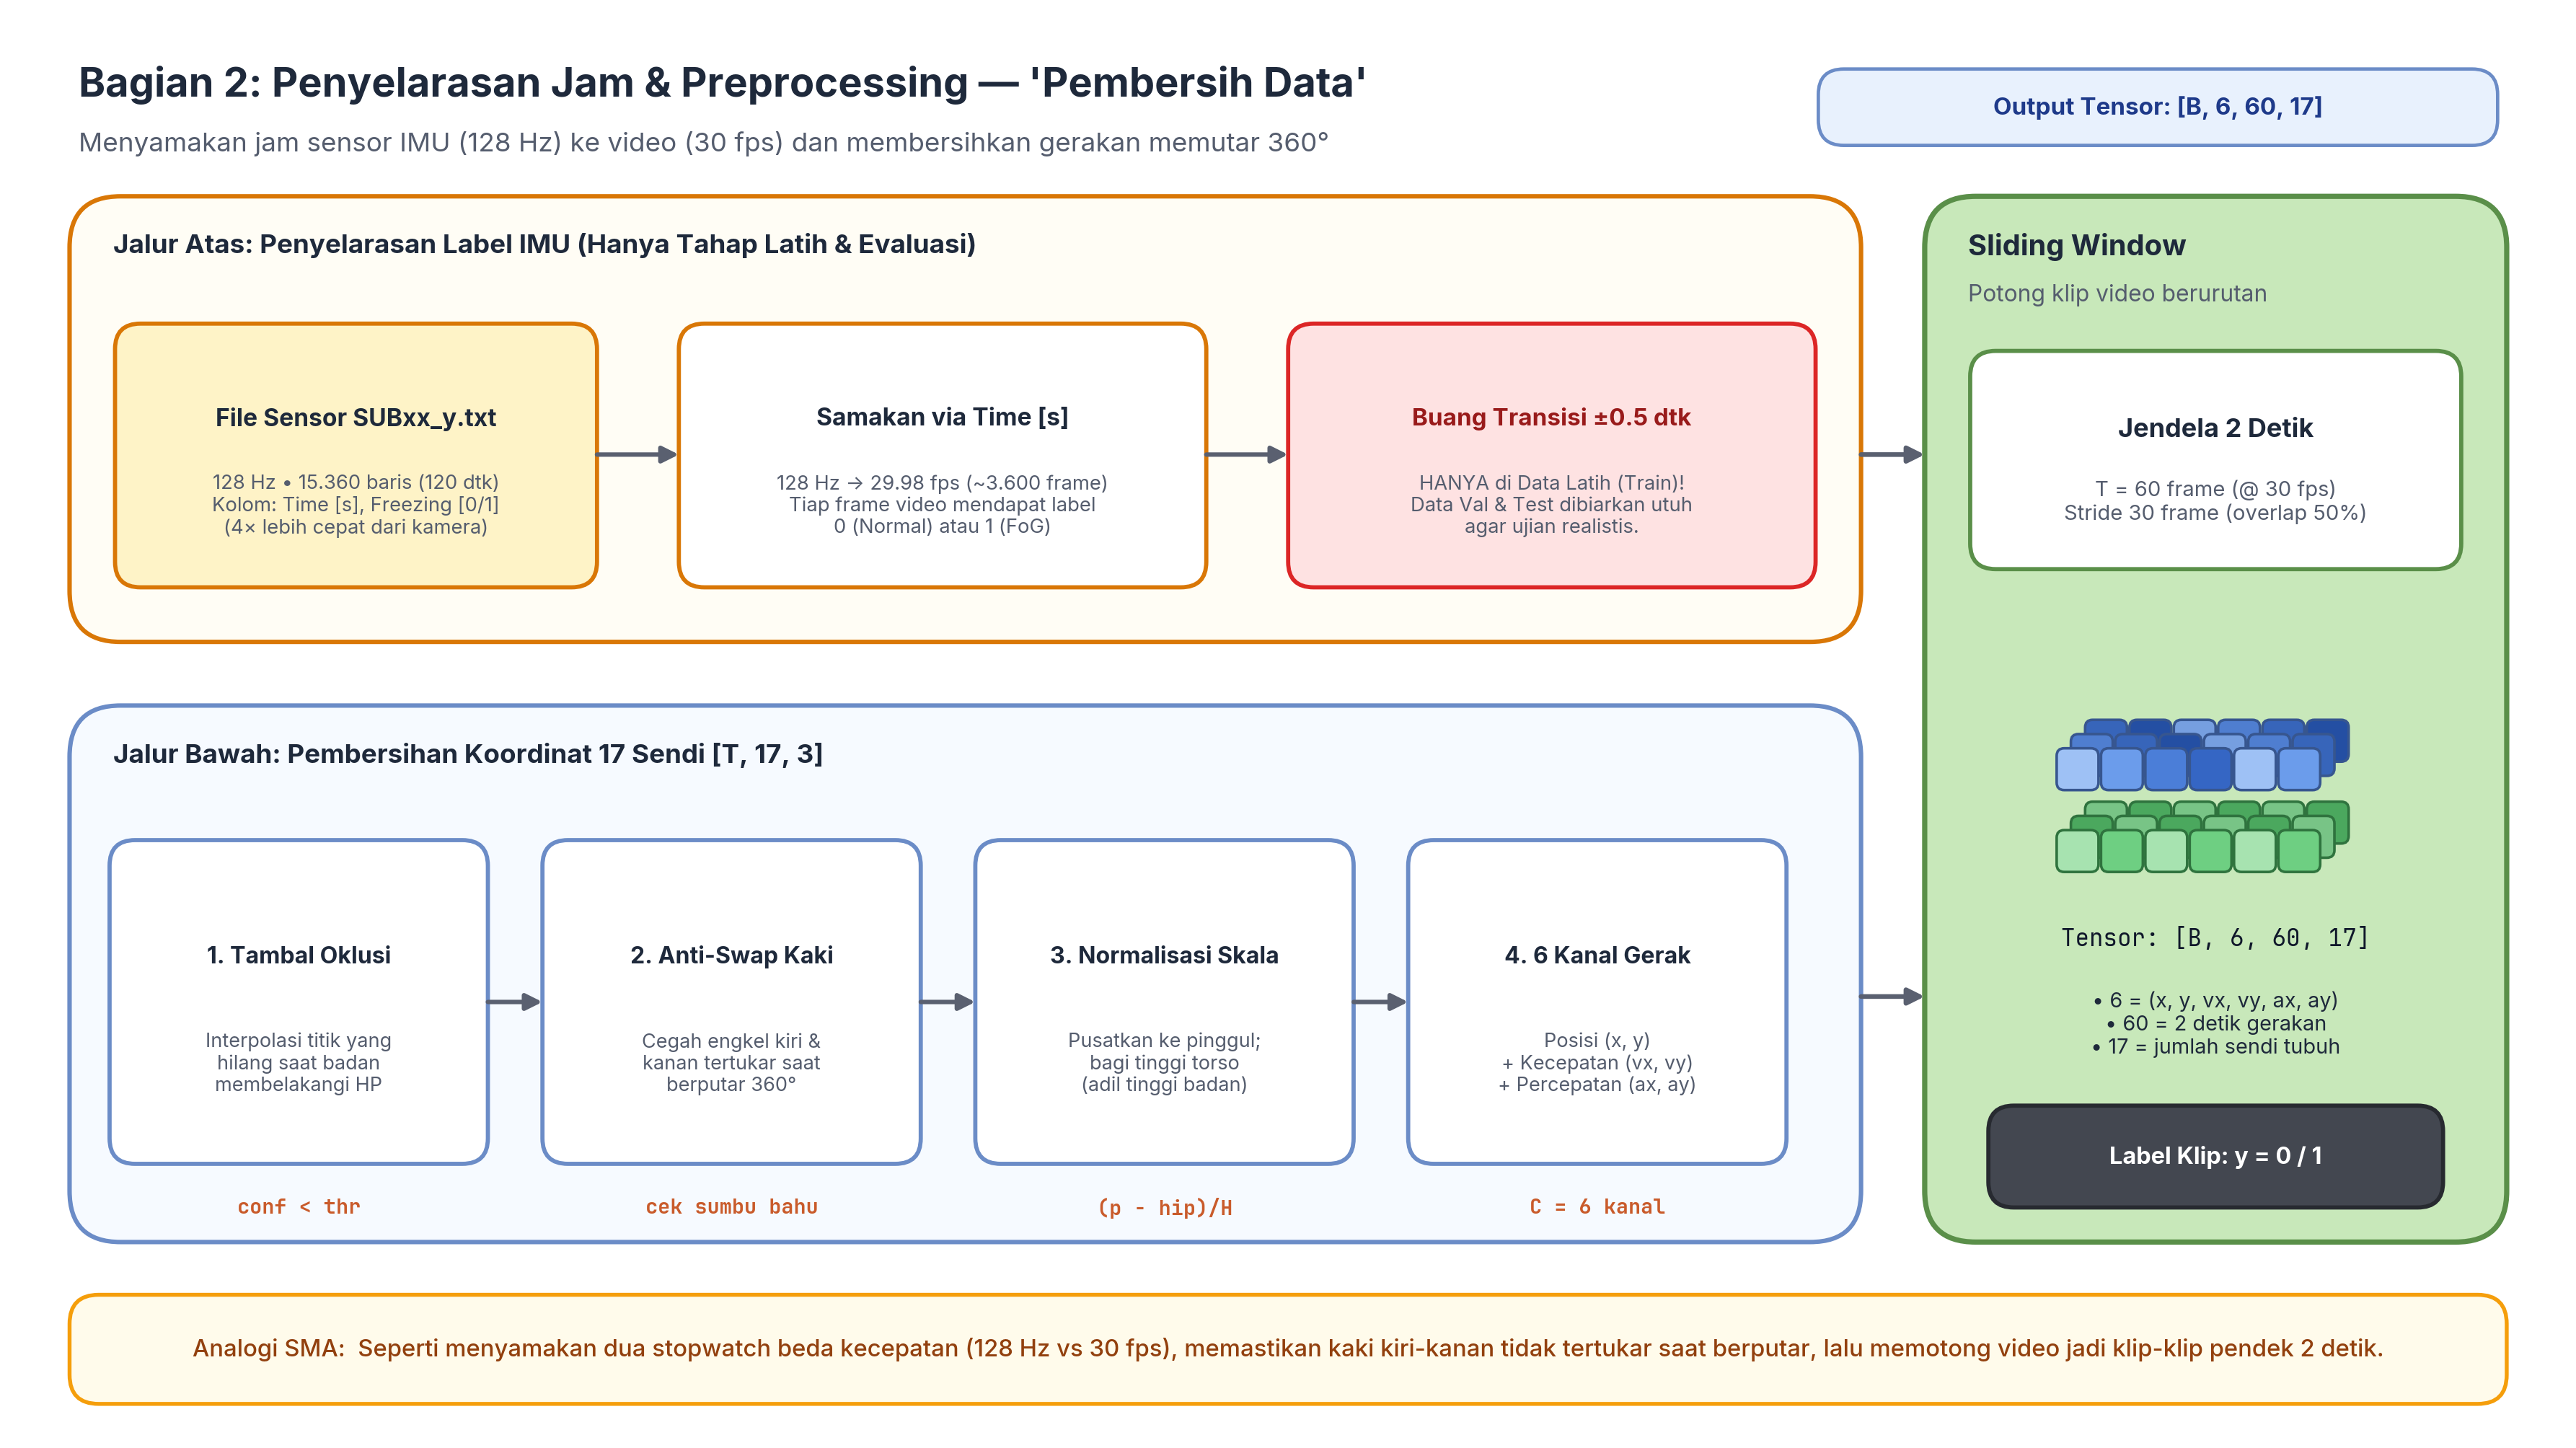 Bagian 2: Penyelarasan Jam & Preprocessing — 'Pembersih Data'
Menyamakan jam sensor IMU (128 Hz) ke video (30 fps) dan membersihkan gerakan memutar 360°
Output Tensor: [B, 6, 60, 17]
Jalur Atas: Penyelarasan Label IMU (Hanya Tahap Latih & Evaluasi)
File Sensor SUBxx_y.txt
128 Hz • 15.360 baris (120 dtk)
Kolom: Time [s], Freezing [0/1]
(4× lebih cepat dari kamera)
Samakan via Time [s]
128 Hz → 29.98 fps (~3.600 frame)
Tiap frame video mendapat label
0 (Normal) atau 1 (FoG)
Buang Transisi ±0.5 dtk
HANYA di Data Latih (Train)!
Data Val & Test dibiarkan utuh
agar ujian realistis.
Jalur Bawah: Pembersihan Koordinat 17 Sendi [T, 17, 3]
1. Tambal Oklusi
Interpolasi titik yang
hilang saat badan
membelakangi HP
conf < thr
2. Anti-Swap Kaki
Cegah engkel kiri &
kanan tertukar saat
berputar 360°
cek sumbu bahu
3. Normalisasi Skala
Pusatkan ke pinggul;
bagi tinggi torso
(adil tinggi badan)
(p - hip)/H
4. 6 Kanal Gerak
Posisi (x, y)
+ Kecepatan (vx, vy)
+ Percepatan (ax, ay)
C = 6 kanal
Sliding Window
Potong klip video berurutan
Jendela 2 Detik
T = 60 frame (@ 30 fps)
Stride 30 frame (overlap 50%)
Tensor: [B, 6, 60, 17]
• 6 = (x, y, vx, vy, ax, ay)
• 60 = 2 detik gerakan
• 17 = jumlah sendi tubuh
Label Klip: y = 0 / 1
Analogi SMA: Seperti menyamakan dua stopwatch beda kecepatan (128 Hz vs 30 fps), memastikan kaki kiri-kanan tidak tertukar saat berputar, lalu memotong video jadi klip-klip pendek 2 detik.